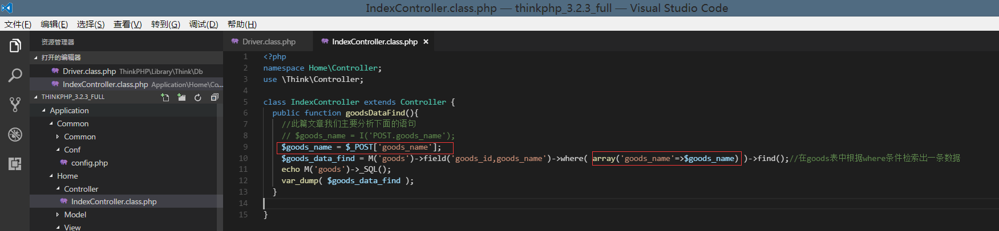 IndexController.class.php — thinkphp_3.2.3_full — Visual Studio Code
文件(F) 编辑(E) 选择(S) 查看(V) 转到(G) 调试(D) 帮助(H)
资源管理器
打开的编辑器
Driver.class.php ThinkPHP\Library\Think\Db
IndexController.class.php Application\Home\Co...
THINKPHP_3.2.3_FULL
Application
Common
Common
Conf
config.php
Home
Controller
IndexController.class.php
Model
View
Driver.class.php IndexController.class.php ×
1 <?php
2 namespace Home\Controller;
3 use \Think\Controller;
4
5 class IndexController extends Controller {
6 public function goodsDataFind(){
7 //此篇文章我们主要分析下面的语句
8 // $goods_name = I('POST.goods_name');
9 $goods_name = $_POST['goods_name'];
10 $goods_data_find = M('goods')->field('goods_id,goods_name')->where( array('goods_name'=>$goods_name) )->find();//在goods表中根据where条件检索出一条数据
11 echo M('goods')->_SQL();
12 var_dump( $goods_data_find );
13 }
14
15 }